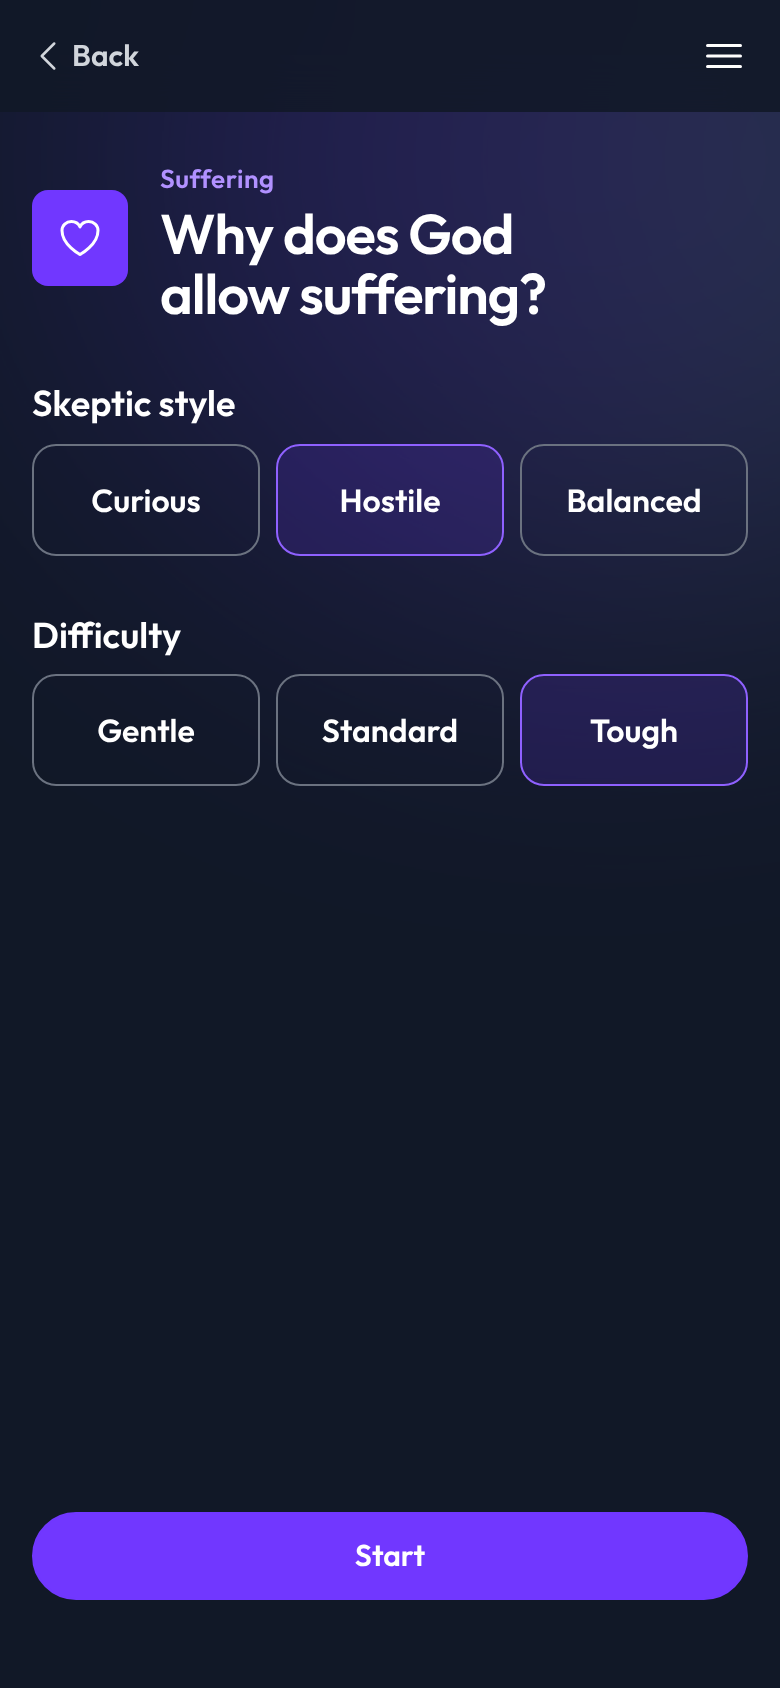 Back
Suffering
Why does God
allow suffering?
Skeptic style
Curious
Hostile
Balanced
Difficulty
Gentle
Standard
Tough
Start